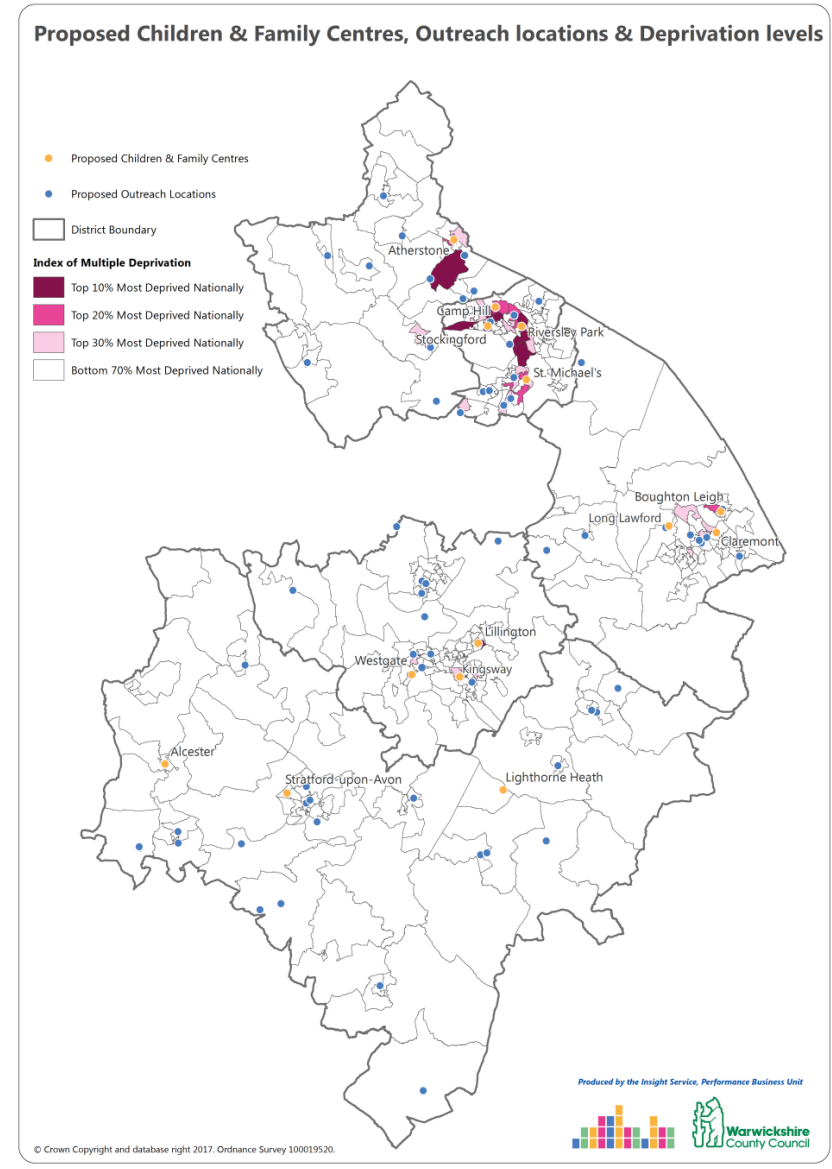 Proposed Children & Family Centres, Outreach locations & Deprivation levels
Proposed Children & Family Centres
Proposed Outreach Locations
District Boundary
Index of Multiple Deprivation
Top 10% Most Deprived Nationally
Top 20% Most Deprived Nationally
Top 30% Most Deprived Nationally
Bottom 70% Most Deprived Nationally
Atherstone
Camp Hill
Riversley Park
Stockingford
St. Michael's
Boughton Leigh
Long Lawford
Claremont
Lillington
Westgate
Kingsway
Alcester
Stratford-upon-Avon
Lighthorne Heath
Produced by the Insight Service, Performance Business Unit
Warwickshire
County Council
© Crown Copyright and database right 2017. Ordnance Survey 100019520.